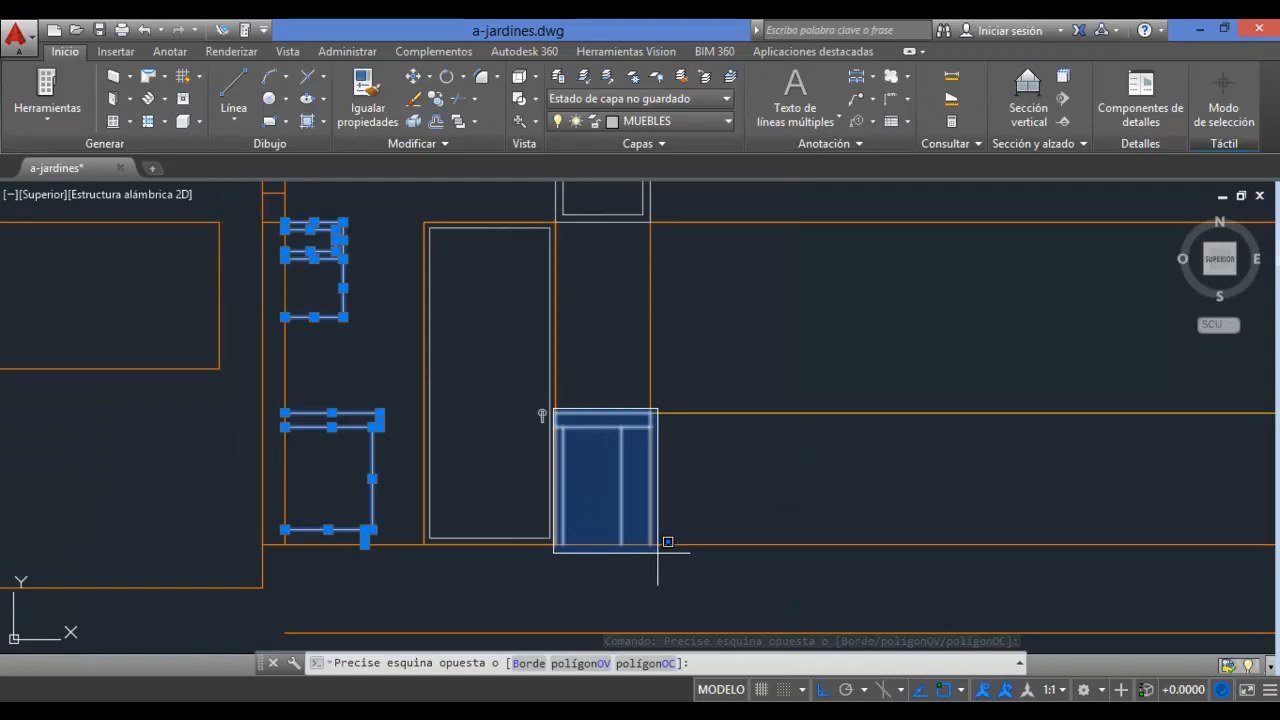 a-jardines.dwg
Escriba palabra clave o frase
Iniciar sesión
A
Inicio Insertar Anotar Renderizar Vista Administrar Complementos Autodesk 360 Herramientas Vision BIM 360 Aplicaciones destacadas
Estado de capa no guardado
MUEBLES
Herramientas
Línea
Igualar propiedades
Texto de líneas múltiples
Sección vertical
Componentes de detalles
Modo de selección
General Dibujo Modificar Vista Capas Anotación Consultar Sección y alzado Detalles Táctil
a-jardines*
[−][Superior][Estructura alámbrica 2D]
N
O SUPERIOR E
S
SCU
Y
X
Comando: Precise esquina opuesta o [Borde/polígonOV/polígonOC]:
Precise esquina opuesta o [Borde polígonOV polígonOC]:
MODELO 1:1 +0.0000